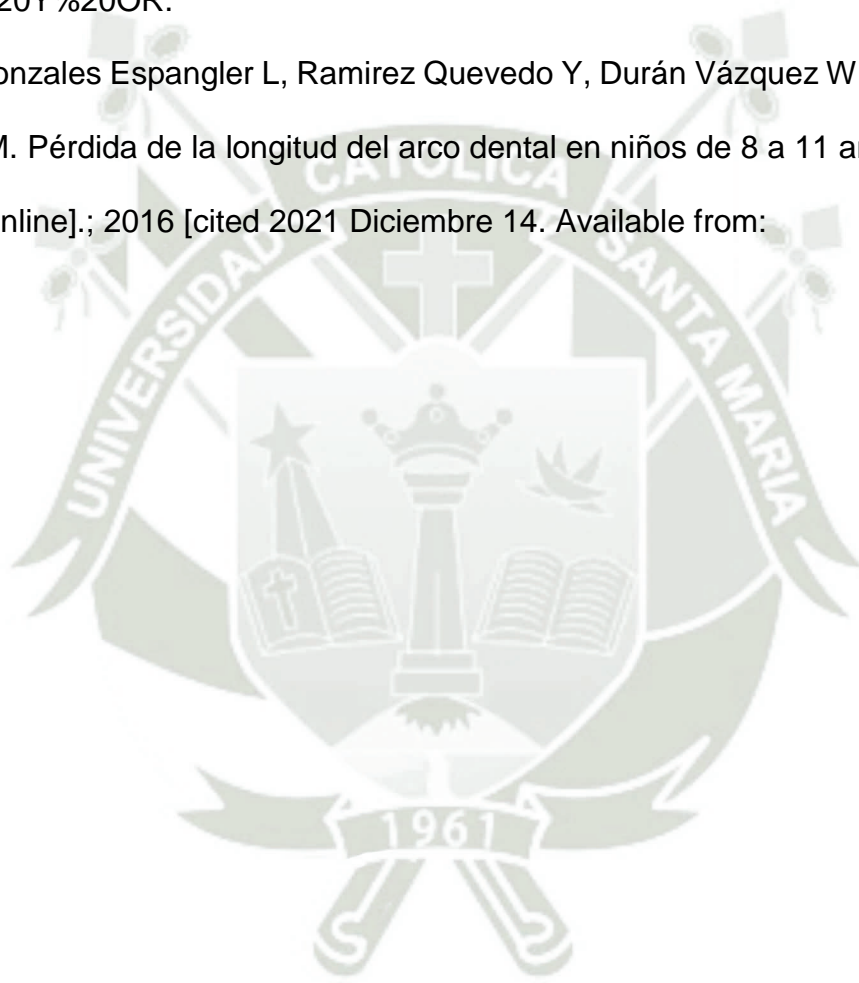 20Y%20OR.
onzales Espangler L, Ramirez Quevedo Y, Durán Vázquez W
M. Pérdida de la longitud del arco dental en niños de 8 a 11 a
nline].; 2016 [cited 2021 Diciembre 14. Available from:
UNIVERSIDAD CATOLICA SANTA MARIA
1961